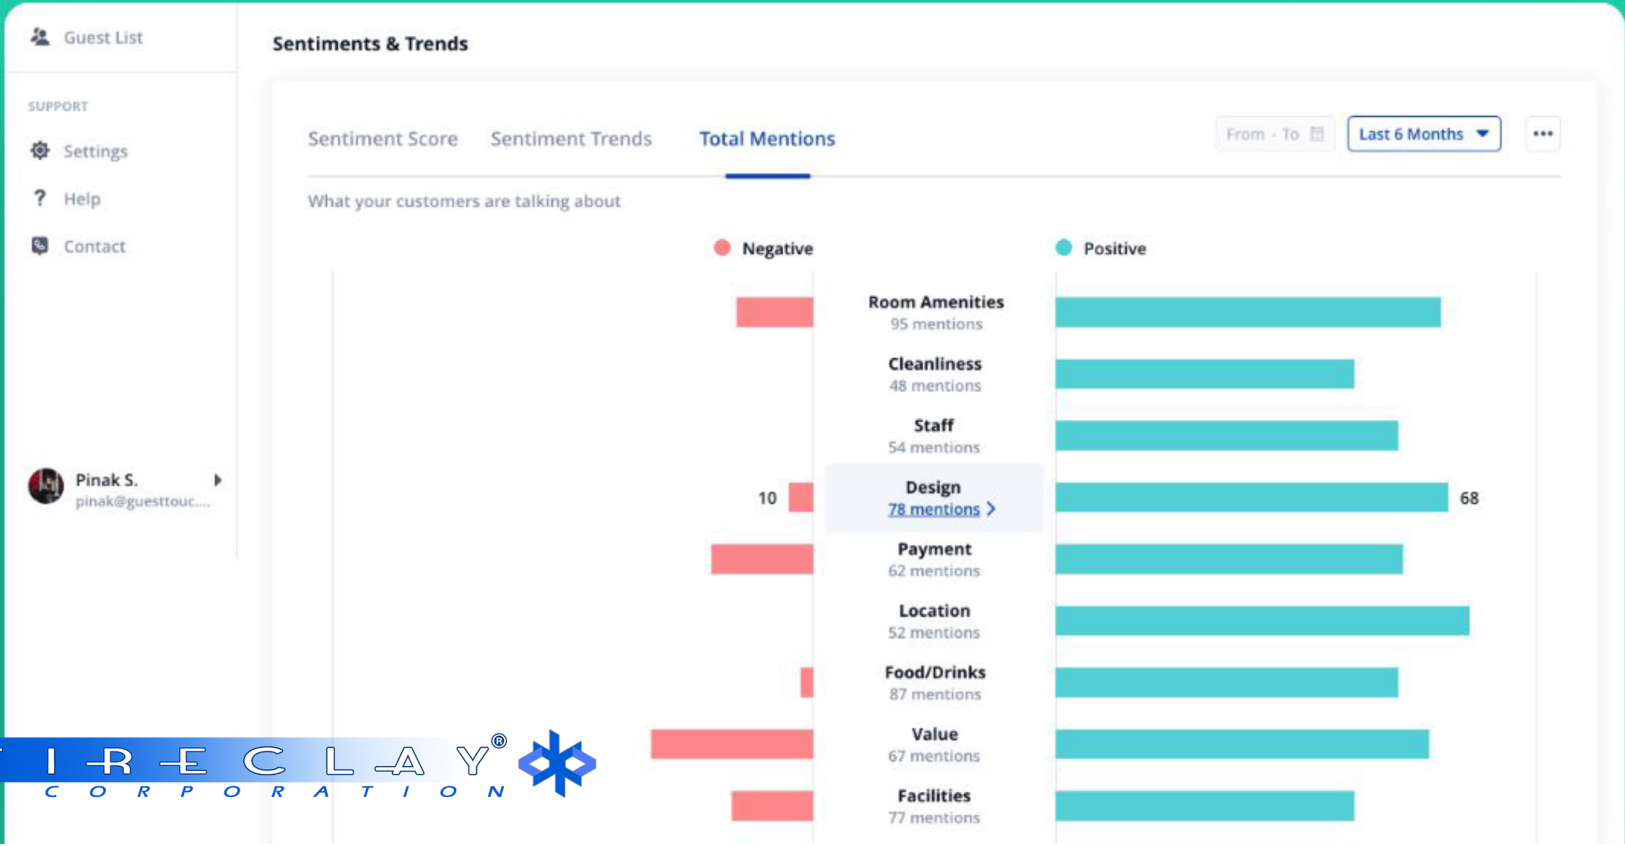 Guest List
SUPPORT
Settings
Help
Contact
Pinak S.
pinak@guesttouc....
Sentiments & Trends
Sentiment Score
Sentiment Trends
Total Mentions
From - To
Last 6 Months
What your customers are talking about
Negative
Positive
Room Amenities
95 mentions
Cleanliness
48 mentions
Staff
54 mentions
10
Design
78 mentions
68
Payment
62 mentions
Location
52 mentions
Food/Drinks
87 mentions
Value
67 mentions
Facilities
77 mentions
IRECLAY®
CORPORATION